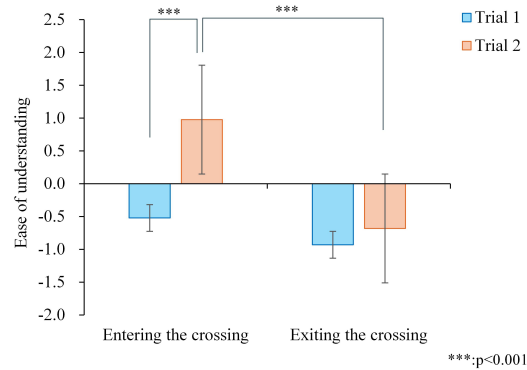 ***
***
Trial 1
Trial 2
Ease of understanding
2.5
2.0
1.5
1.0
0.5
0.0
-0.5
-1.0
-1.5
-2.0
Entering the crossing
Exiting the crossing
***:p<0.001